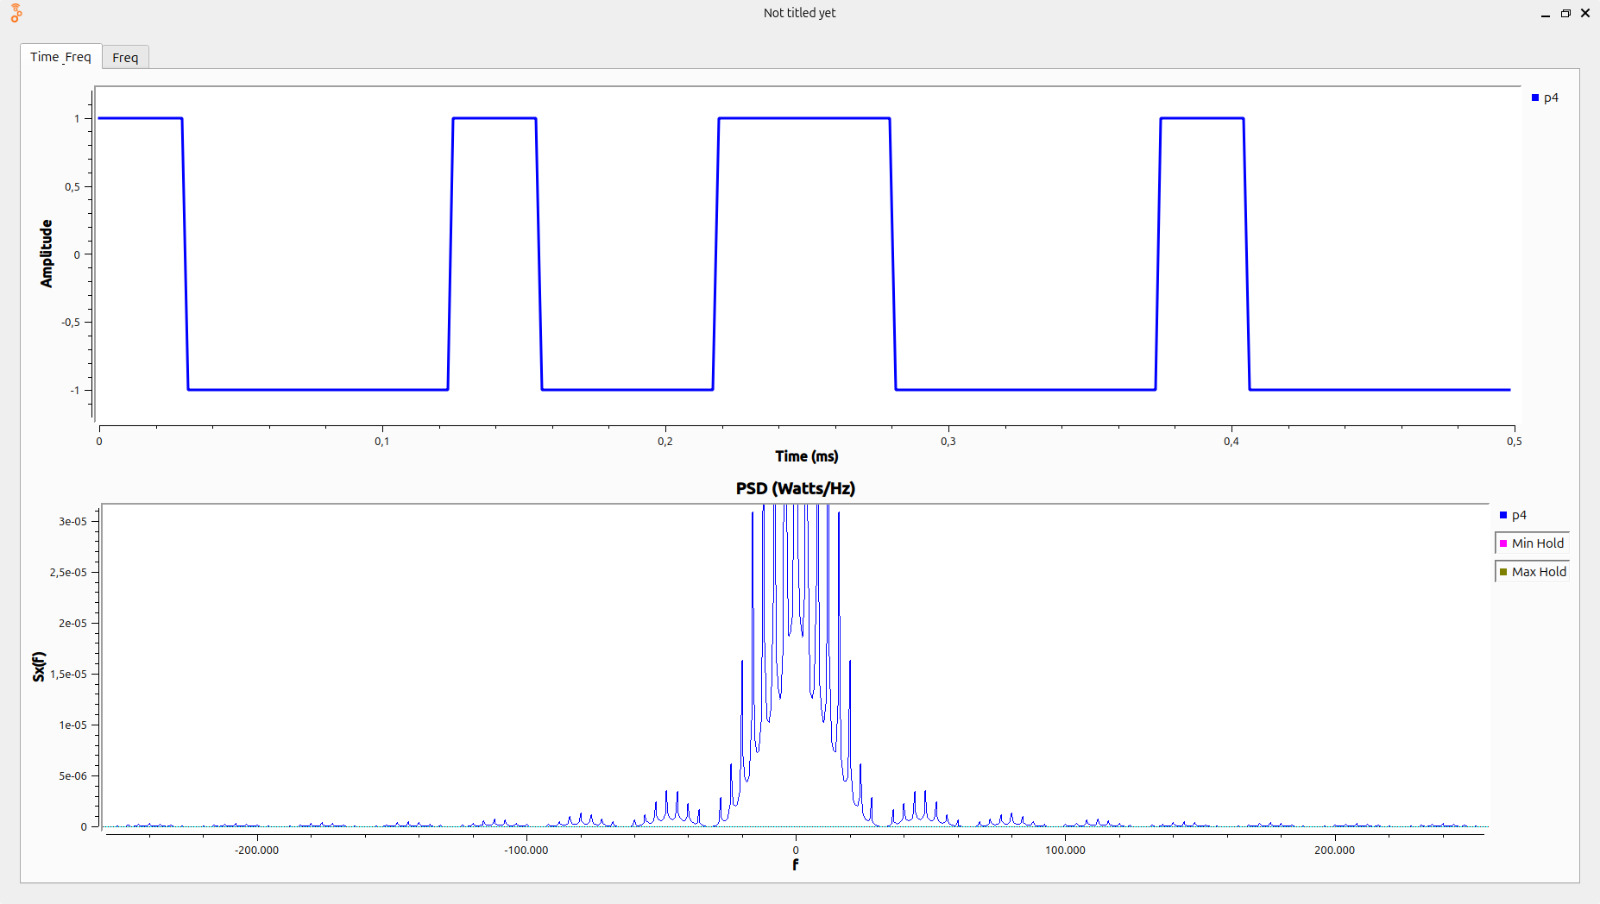 Not titled yet
Time_Freq
Freq
p4
1
0,5
0
-0,5
-1
Amplitude
0
0,1
0,2
0,3
0,4
0,5
Time (ms)
PSD (Watts/Hz)
p4
Min Hold
Max Hold
3e-05
2,5e-05
2e-05
1,5e-05
1e-05
5e-06
0
Sx(f)
-200.000
-100.000
0
100.000
200.000
f